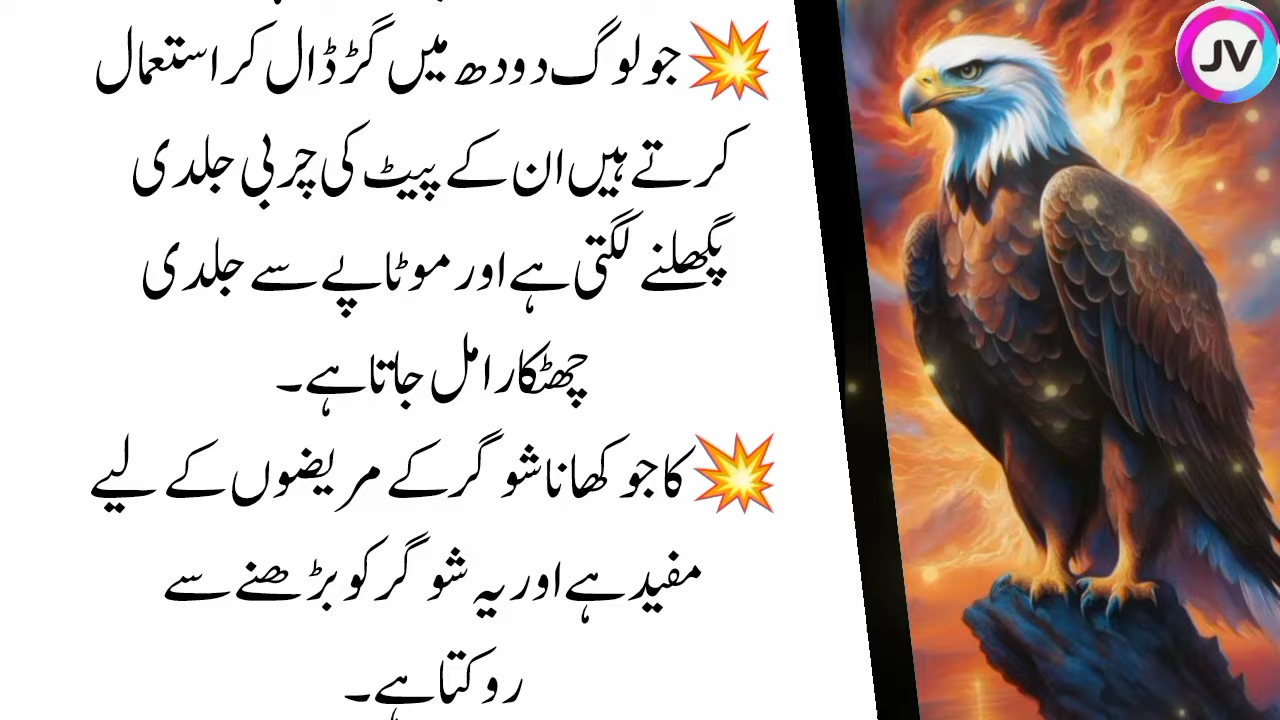 💥جو لوگ دودھ میں گڑ ڈال کر استعمال
کرتے ہیں ان کے پیٹ کی چربی جلدی
پگھلنے لگتی ہے اور موٹاپے سے جلدی
چھٹکارا مل جاتا ہے۔
💥کاجو کھانا شوگر کے مریضوں کے لیے
مفید ہے اور یہ شوگر کو بڑھنے سے
روکتا ہے۔
JV